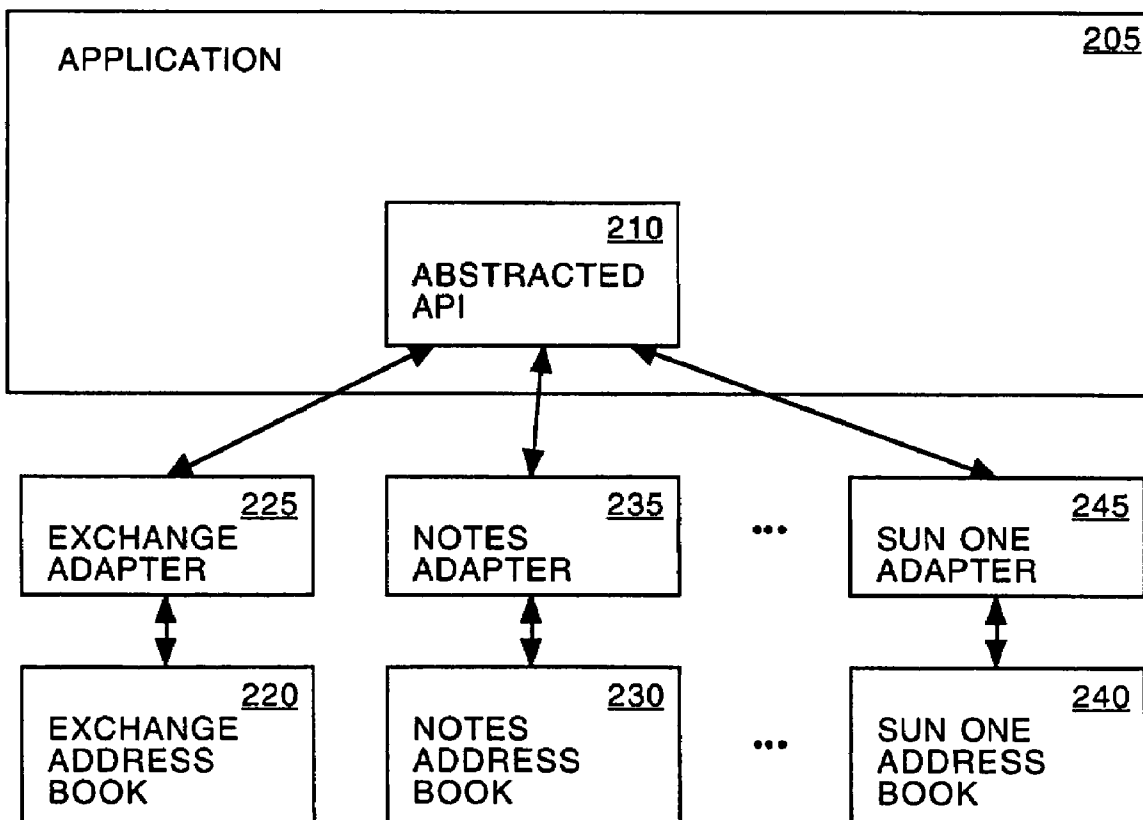 205
APPLICATION
210
ABSTRACTED
API
225
EXCHANGE
ADAPTER
235
NOTES
ADAPTER
...
245
SUN ONE
ADAPTER
220
EXCHANGE
ADDRESS
BOOK
230
NOTES
ADDRESS
BOOK
...
240
SUN ONE
ADDRESS
BOOK